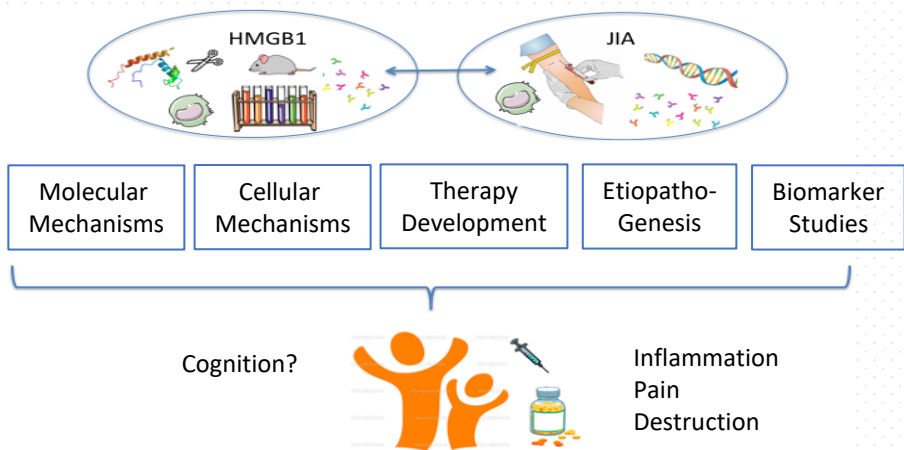 HMGB1
JIA
Molecular
Mechanisms
Cellular
Mechanisms
Therapy
Development
Etiopatho-
Genesis
Biomarker
Studies
Cognition?
Inflammation
Pain
Destruction